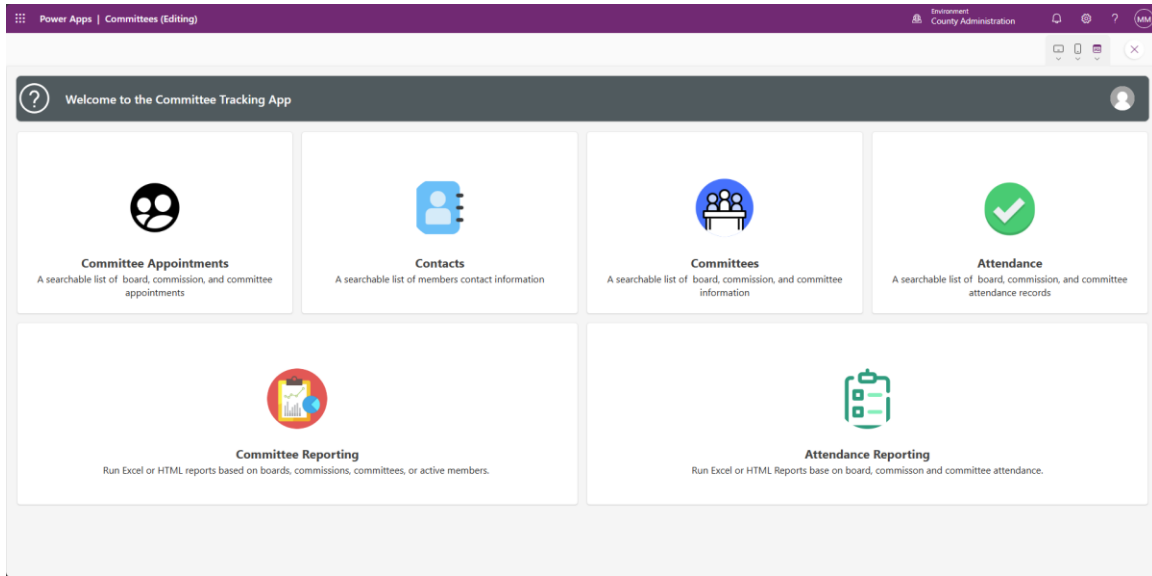 Power Apps | Committees (Editing)
Environment
County Administration
?
MM
? Welcome to the Committee Tracking App
Committee Appointments
A searchable list of board, commission, and committee
appointments
Contacts
A searchable list of members contact information
Committees
A searchable list of board, commission, and committee
information
Attendance
A searchable list of board, commission, and committee
attendance records
Committee Reporting
Run Excel or HTML reports based on boards, commissions, committees, or active members.
Attendance Reporting
Run Excel or HTML Reports base on board, commisson and committee attendance.